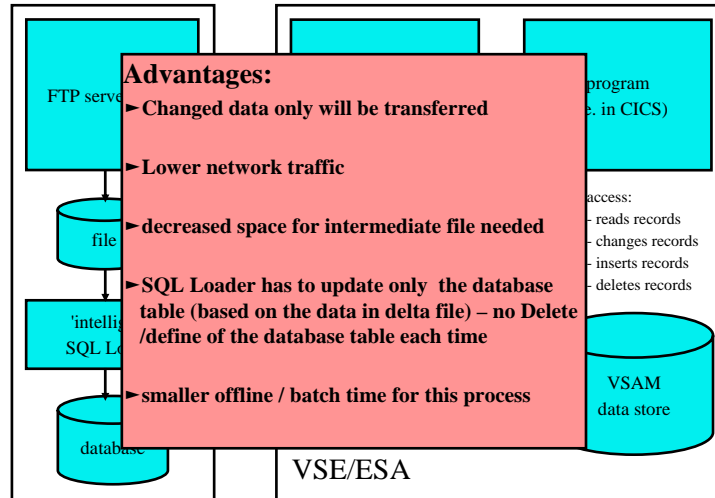 FTP serve
file
'intellig
SQL Lo
database
Advantages:
►Changed data only will be transferred
►Lower network traffic
►decreased space for intermediate file needed
►SQL Loader has to update only the database
table (based on the data in delta file) – no Delete
/define of the database table each time
►smaller offline / batch time for this process
program
e. in CICS)
access:
- reads records
- changes records
- inserts records
- deletes records
VSAM
data store
VSE/ESA